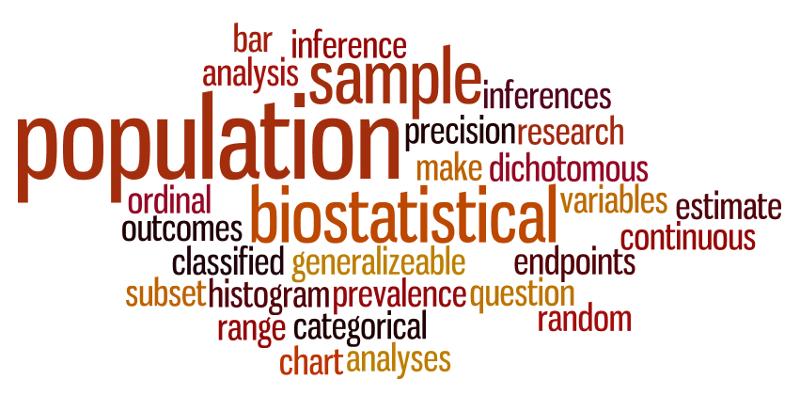 bar inference
analysis sample
inferences
population precision research
make dichotomous
ordinal biostatistical variables estimate
outcomes continuous
classified generalizeable endpoints
subset histogram prevalence question
range categorical random
chart analyses